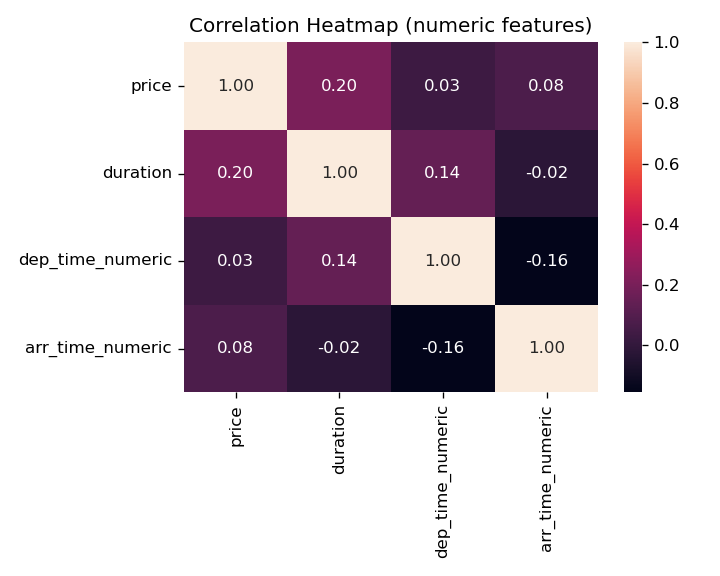 Correlation Heatmap (numeric features)
price 1.00 0.20 0.03 0.08
duration 0.20 1.00 0.14 -0.02
dep_time_numeric 0.03 0.14 1.00 -0.16
arr_time_numeric 0.08 -0.02 -0.16 1.00
price
duration
dep_time_numeric
arr_time_numeric
1.0
0.8
0.6
0.4
0.2
0.0